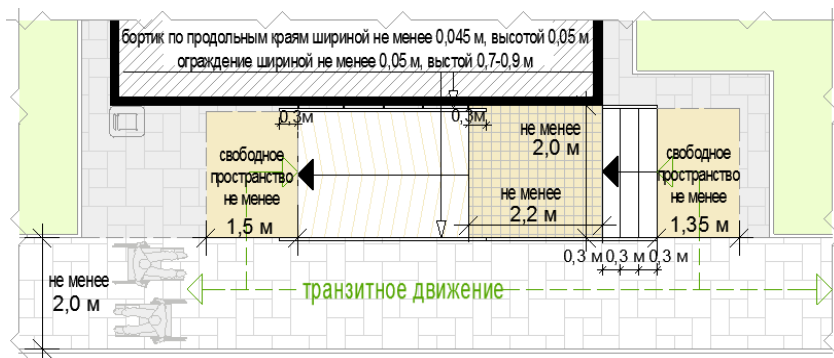 бортик по продольным краям шириной не менее 0,045 м, высотой 0,05 м
ограждение шириной не менее 0,05 м, выстой 0,7-0,9 м
0,3м
0,3м
не менее
2,0 м
свободное
пространство
не менее
1,5 м
не менее
2,2 м
свободное
пространство
не менее
1,35 м
0,3 м
0,3 м
0,3 м
не менее
2,0 м
транзитное движение